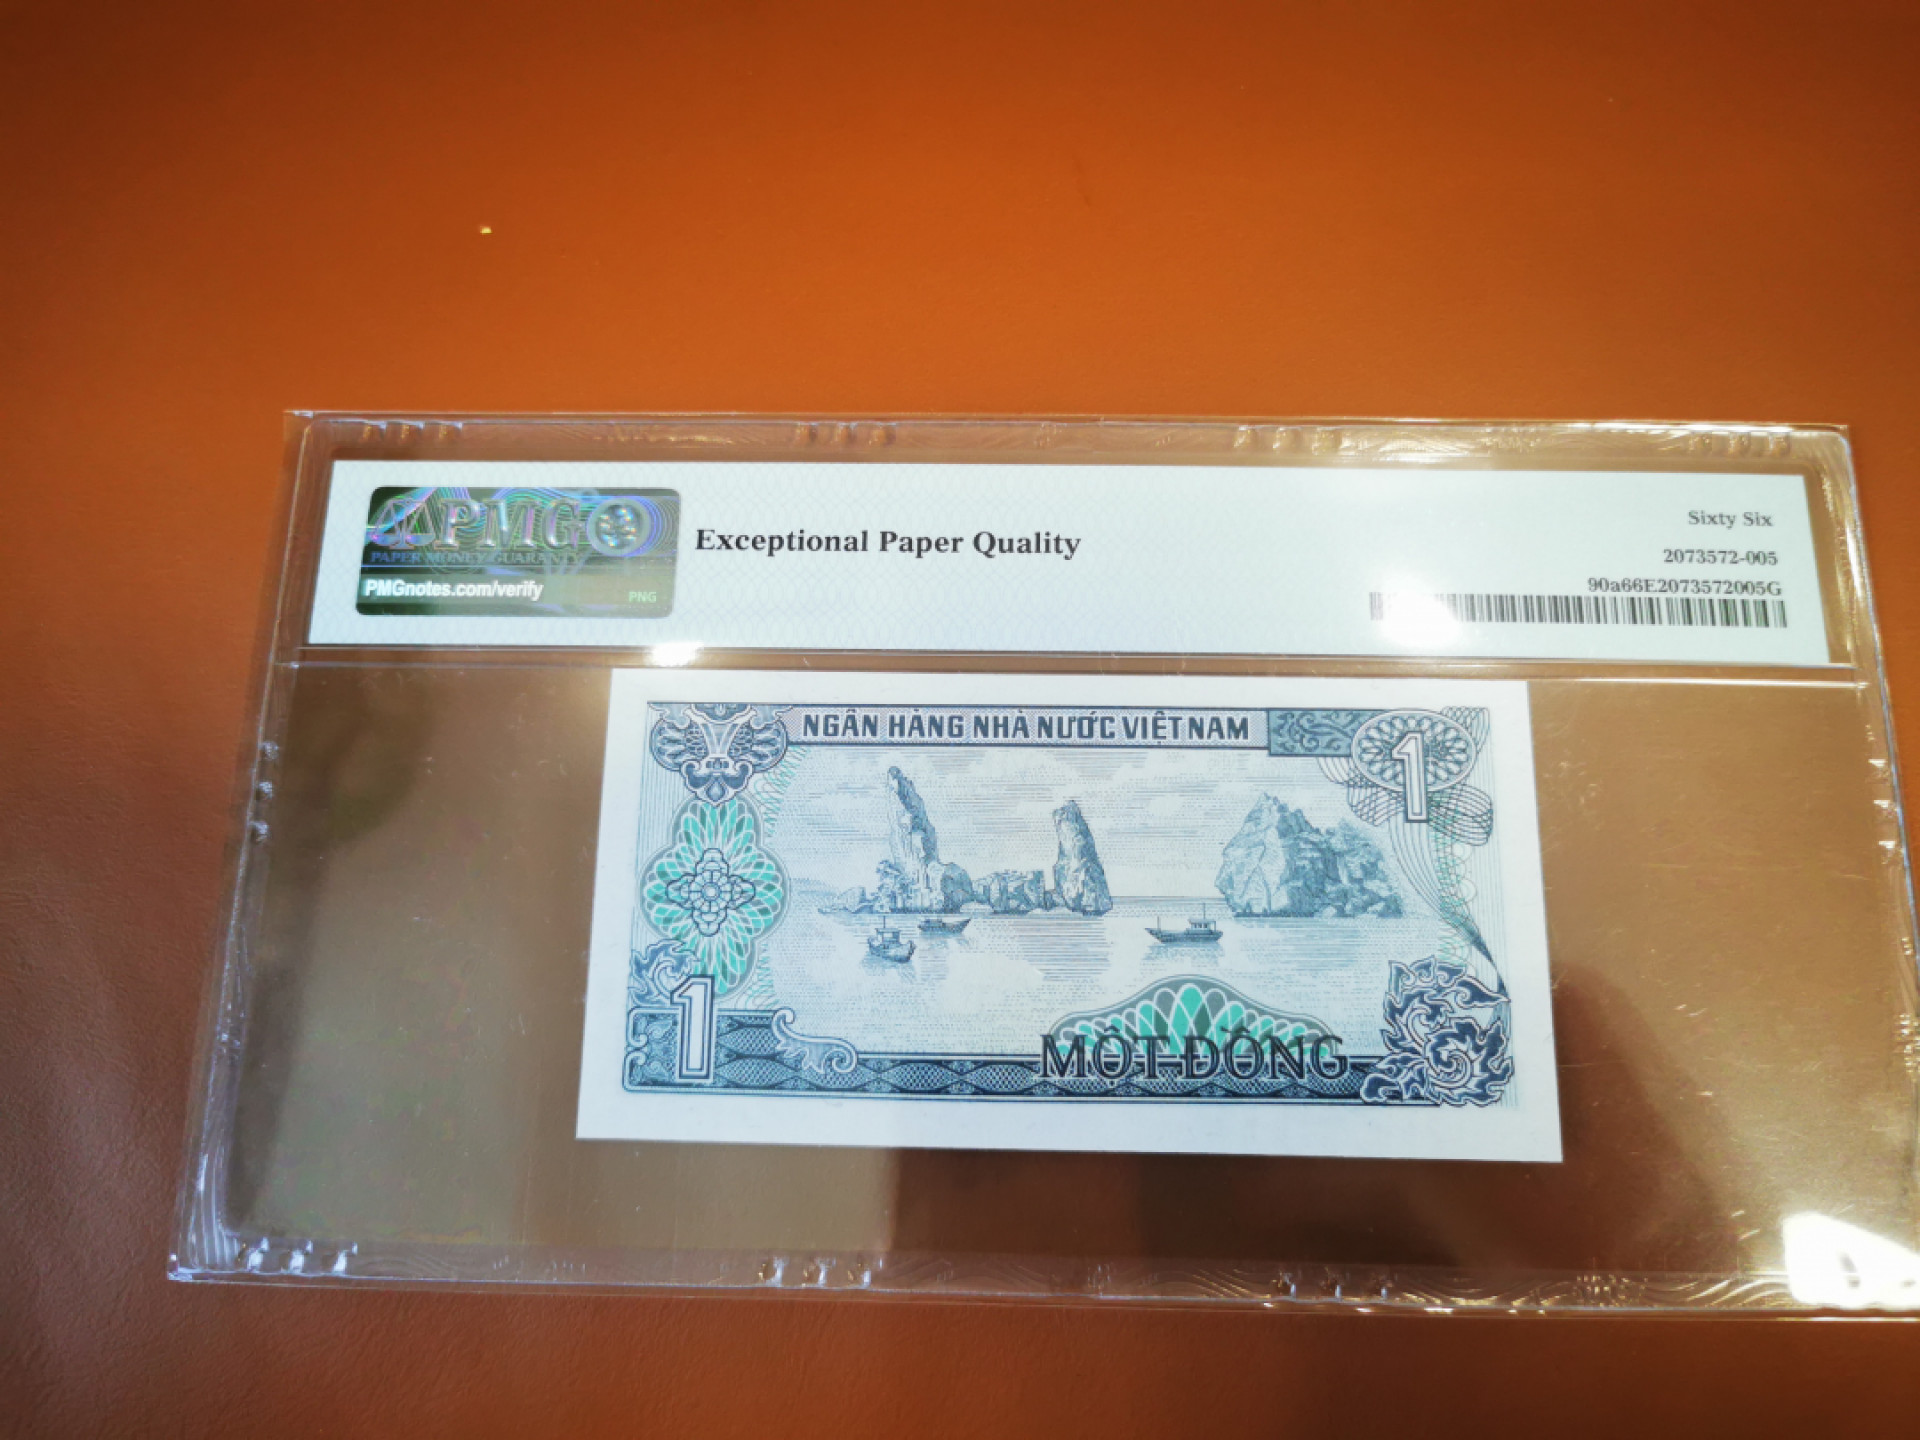 PMG
PAPER MONEY GUARANTY
PMGnotes.com/verify
PNG
Exceptional Paper Quality
Sixty Six
2073572-005
90a66E2073572005G
NGÂN HÀNG NHÀ NƯỚC VIỆT NAM
1
1
MỘT ĐỒNG